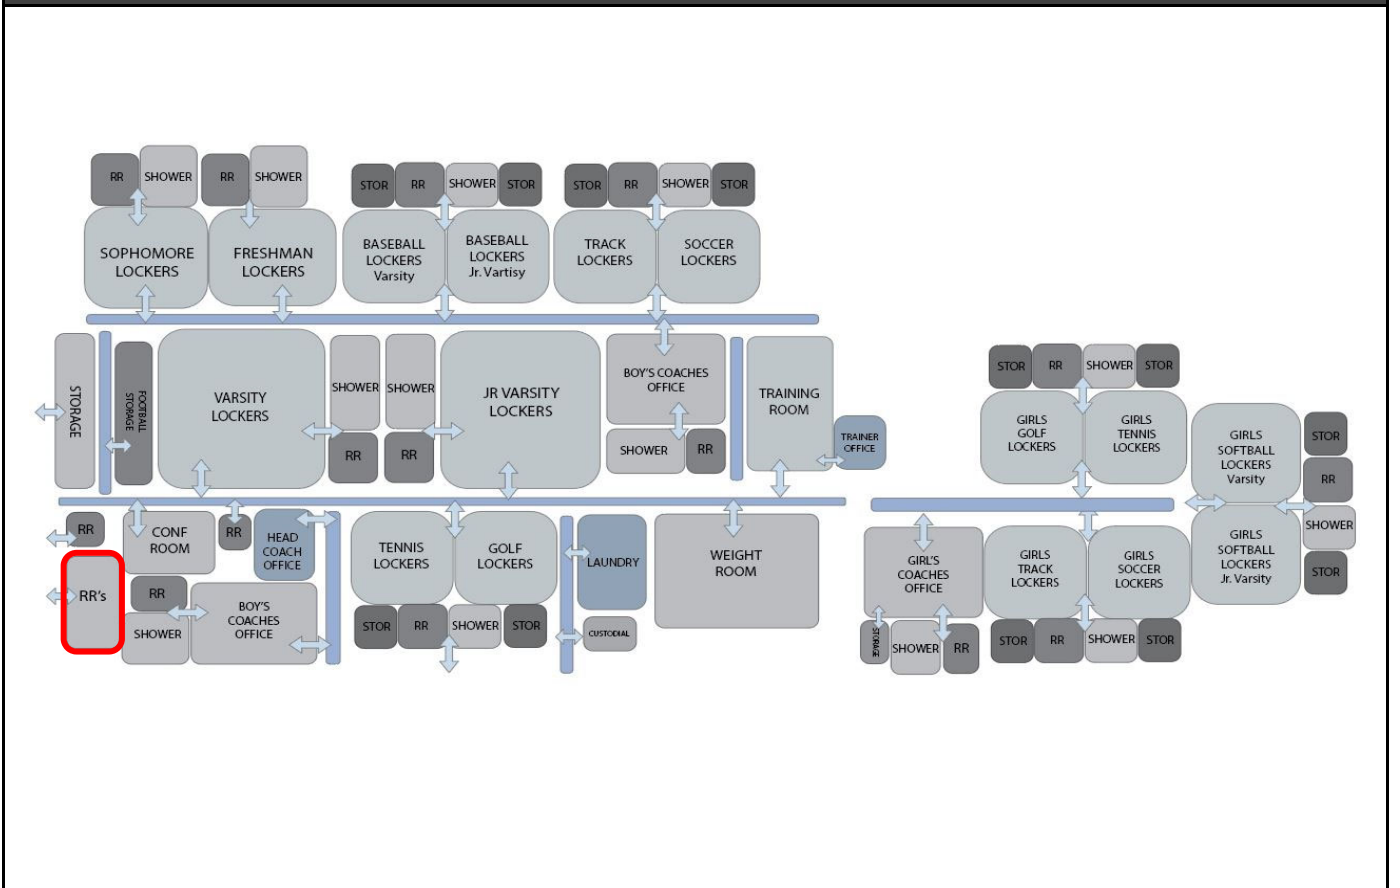 RR
SHOWER
RR
SHOWER
STOR
RR
SHOWER
STOR
STOR
RR
SHOWER
STOR
SOPHOMORE
LOCKERS
FRESHMAN
LOCKERS
BASEBALL
LOCKERS
Varsity
BASEBALL
LOCKERS
Jr. Vartisy
TRACK
LOCKERS
SOCCER
LOCKERS
STORAGE
FOOTBALL
STORAGE
VARSITY
LOCKERS
SHOWER
RR
SHOWER
RR
JR VARSITY
LOCKERS
BOY'S COACHES
OFFICE
SHOWER
RR
TRAINING
ROOM
TRAINER
OFFICE
RR
RR's
CONF
ROOM
RR
HEAD
COACH
OFFICE
RR
SHOWER
BOY'S
COACHES
OFFICE
TENNIS
LOCKERS
GOLF
LOCKERS
STOR
RR
SHOWER
STOR
LAUNDRY
CUSTODIAL
WEIGHT
ROOM
STOR
RR
SHOWER
STOR
GIRLS
GOLF
LOCKERS
GIRLS
TENNIS
LOCKERS
GIRLS
SOFTBALL
LOCKERS
Varsity
STOR
RR
SHOWER
STOR
GIRLS
SOFTBALL
LOCKERS
Jr. Varsity
GIRL'S
COACHES
OFFICE
GIRLS
TRACK
LOCKERS
GIRLS
SOCCER
LOCKERS
STORAGE
SHOWER
RR
STOR
RR
SHOWER
STOR